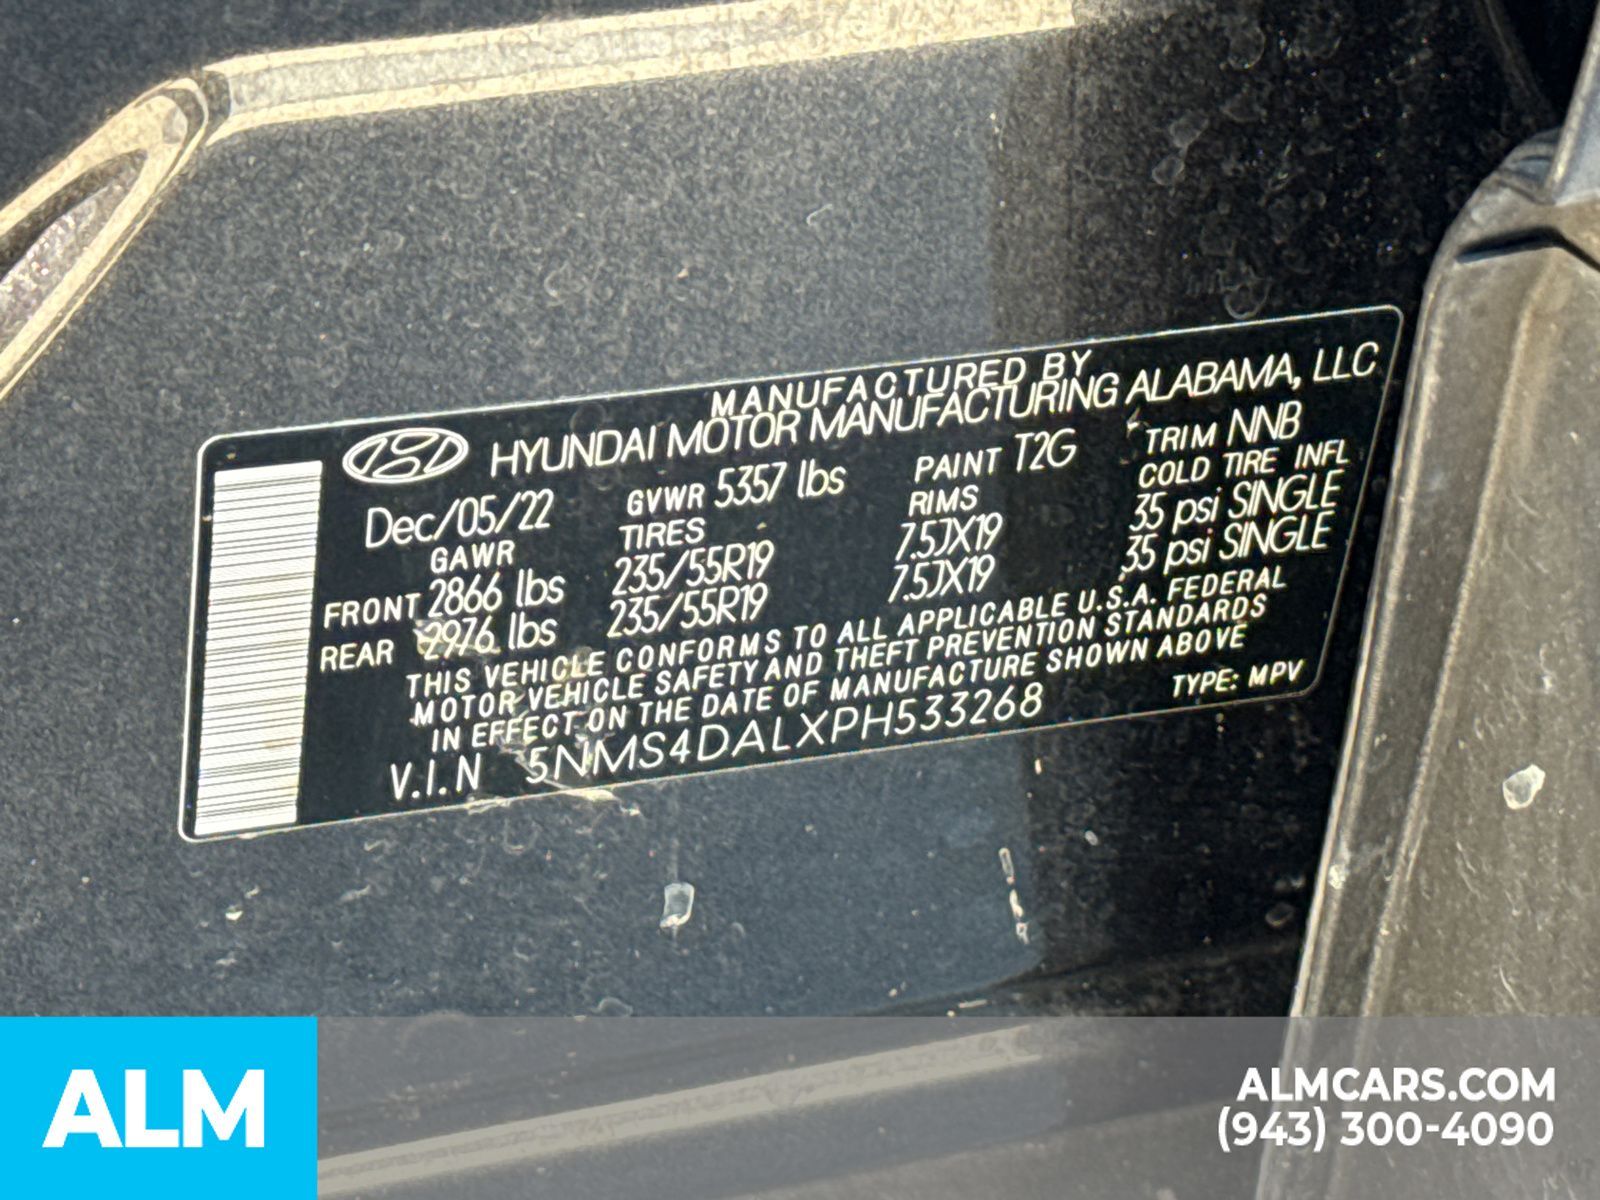 MANUFACTURED BY
HYUNDAI MOTOR MANUFACTURING ALABAMA, LLC
Dec/05/22 GVWR 5357 lbs PAINT T2G TRIM NNB
GAWR TIRES RIMS COLD TIRE INFL
FRONT 2866 lbs 235/55R19 7.5JX19 35 psi SINGLE
REAR 2976 lbs 235/55R19 7.5JX19 35 psi SINGLE
THIS VEHICLE CONFORMS TO ALL APPLICABLE U.S.A. FEDERAL
MOTOR VEHICLE SAFETY AND THEFT PREVENTION STANDARDS
IN EFFECT ON THE DATE OF MANUFACTURE SHOWN ABOVE
V.I.N 5NMS4DALXPH533268 TYPE: MPV
ALM
ALMCARS.COM
(943) 300-4090